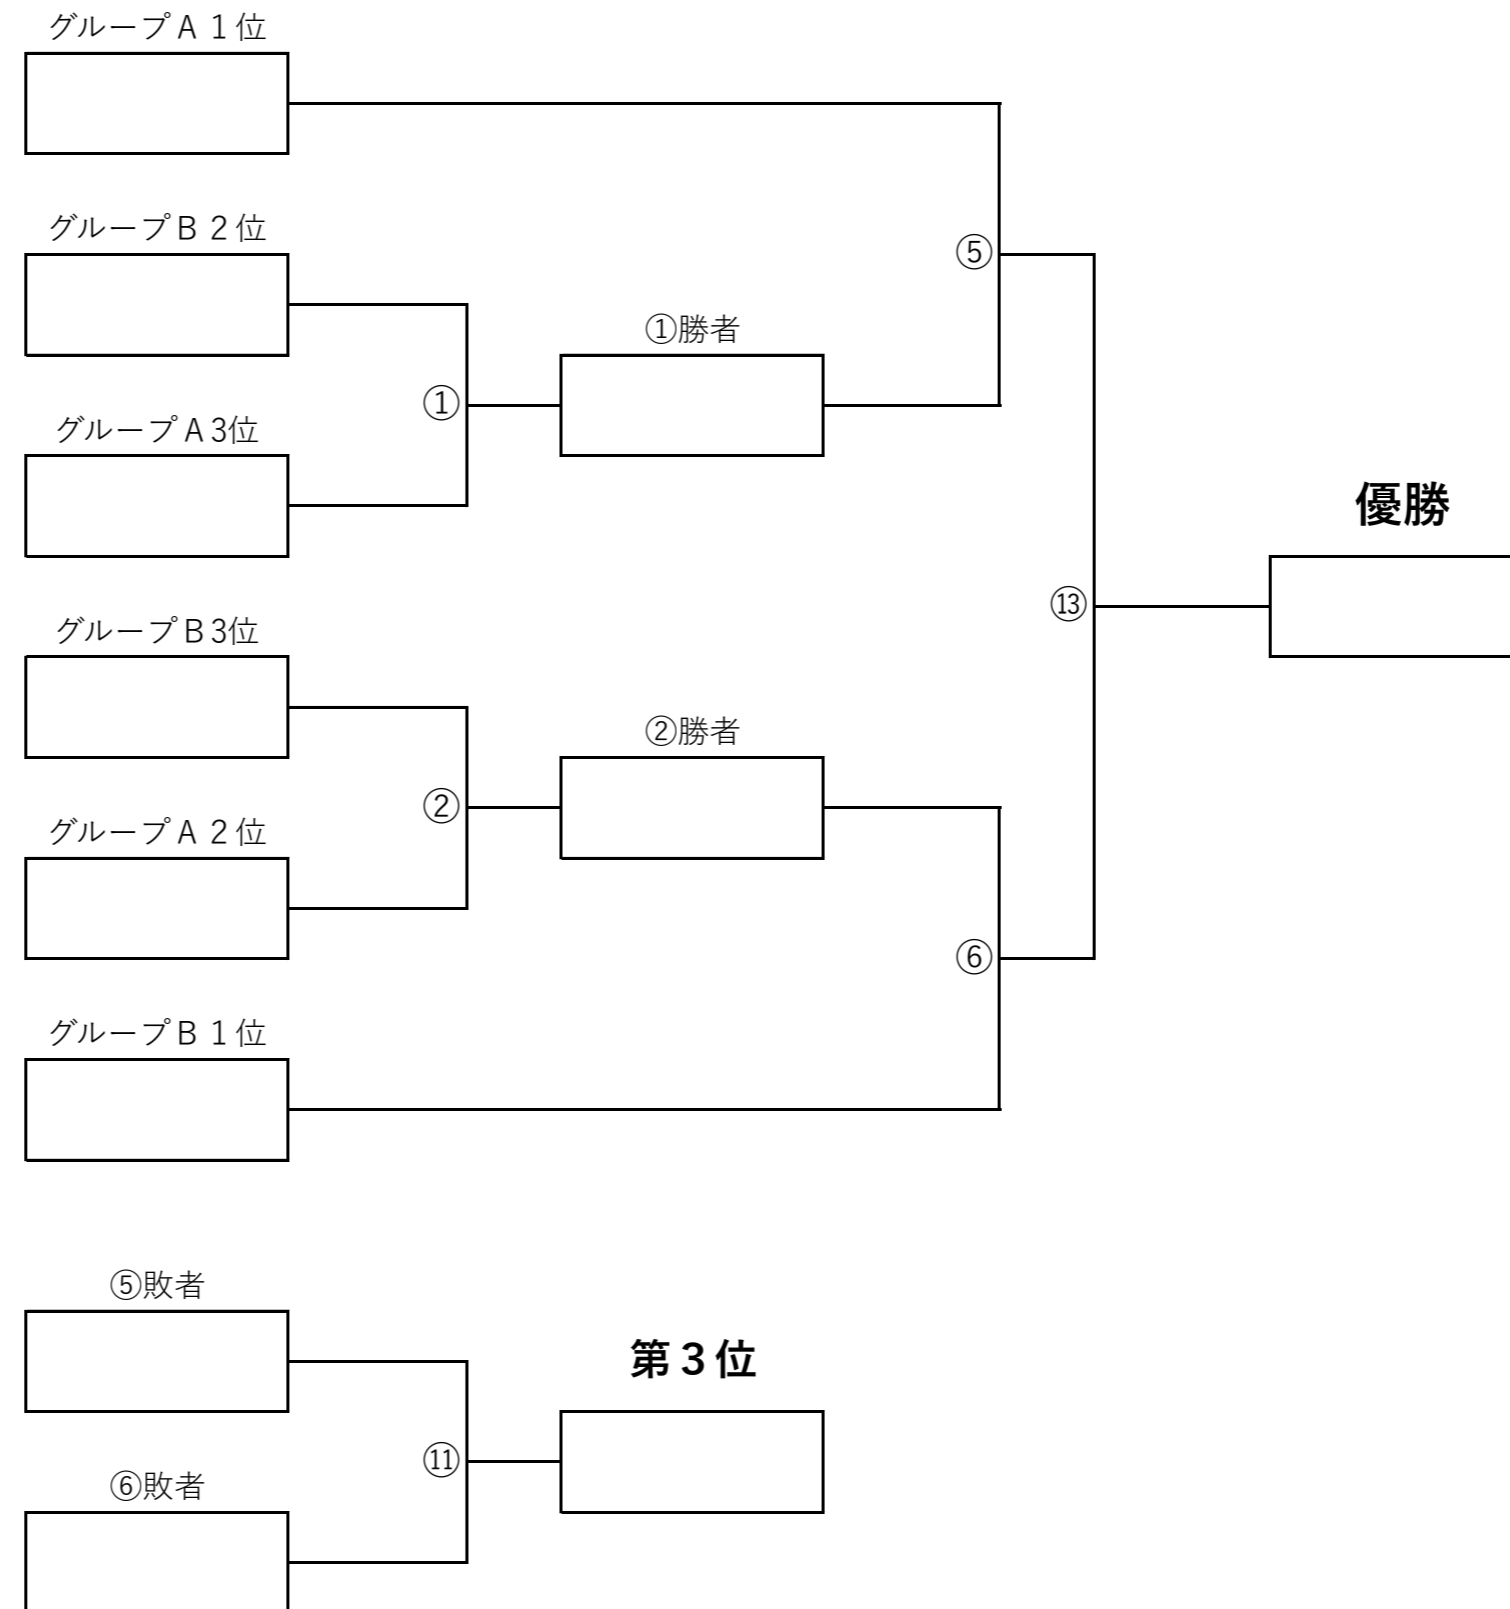 グループA 1位
グループB 2位
⑤
①勝者
①
グループA 3位
優勝
⑬
グループB 3位
②勝者
②
グループA 2位
⑥
グループB 1位
⑤敗者
第3位
⑪
⑥敗者